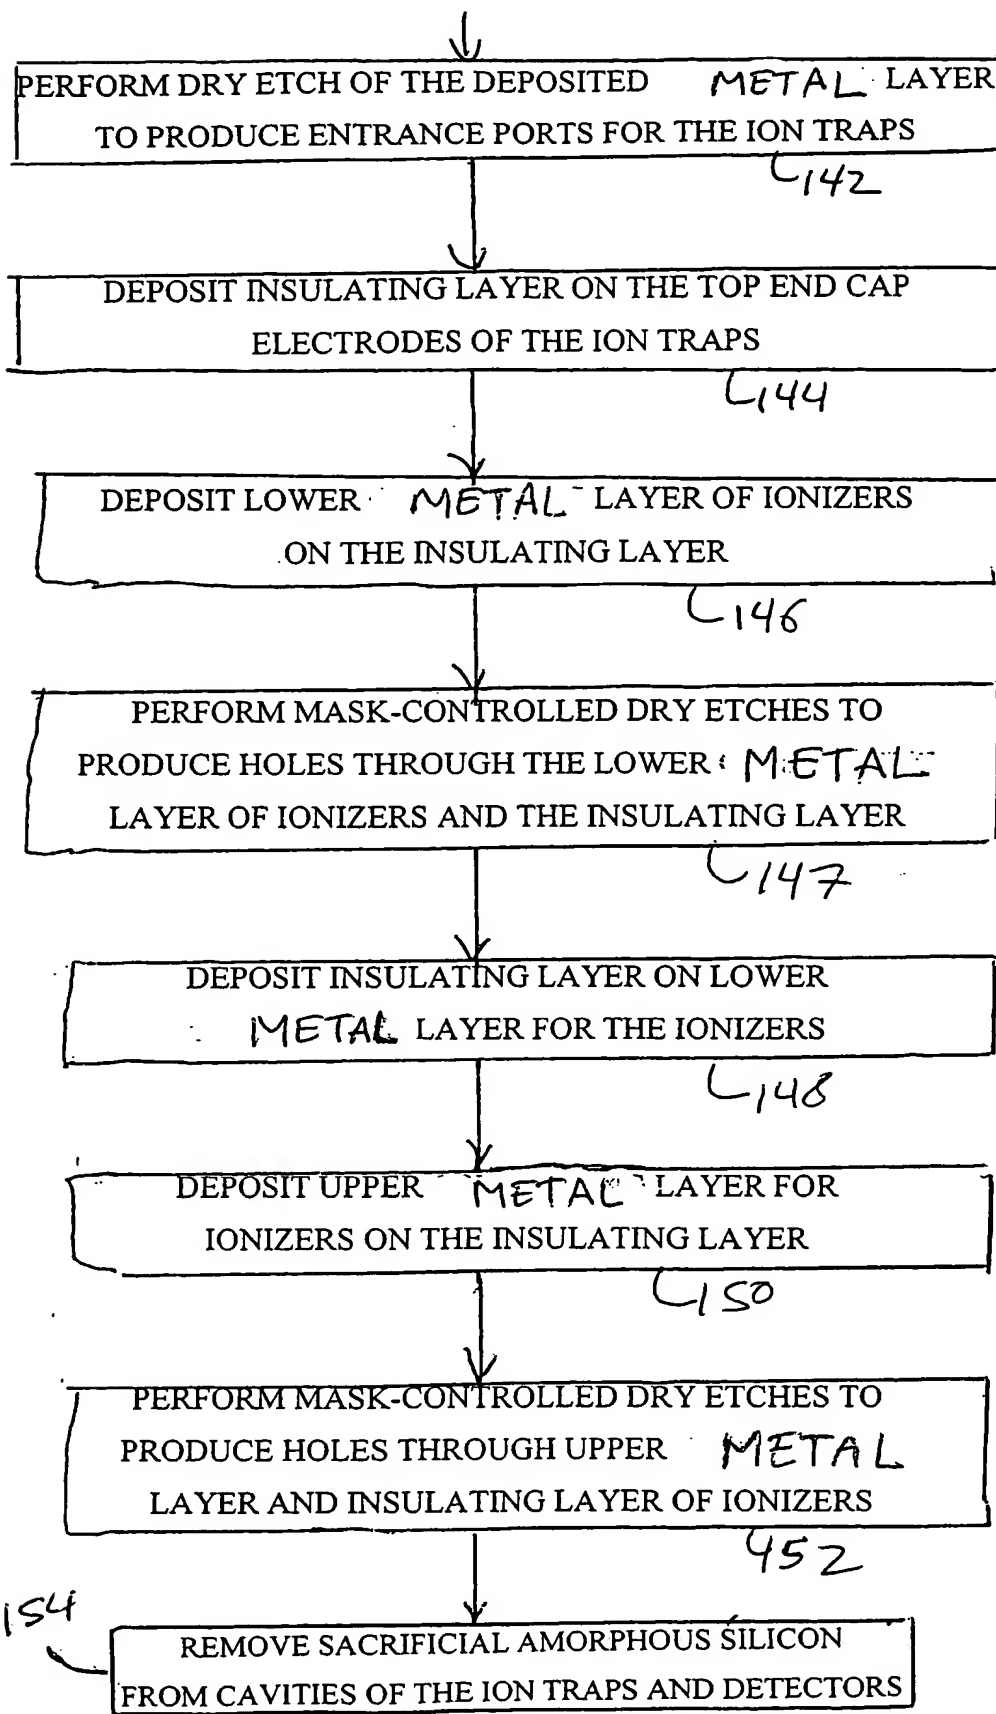 PERFORM DRY ETCH OF THE DEPOSITED METAL LAYER
TO PRODUCE ENTRANCE PORTS FOR THE ION TRAPS
142
DEPOSIT INSULATING LAYER ON THE TOP END CAP
ELECTRODES OF THE ION TRAPS
144
DEPOSIT LOWER METAL LAYER OF IONIZERS
ON THE INSULATING LAYER
146
PERFORM MASK-CONTROLLED DRY ETCHES TO
PRODUCE HOLES THROUGH THE LOWER METAL
LAYER OF IONIZERS AND THE INSULATING LAYER
147
DEPOSIT INSULATING LAYER ON LOWER
METAL LAYER FOR THE IONIZERS
148
DEPOSIT UPPER METAL LAYER FOR
IONIZERS ON THE INSULATING LAYER
150
PERFORM MASK-CONTROLLED DRY ETCHES TO
PRODUCE HOLES THROUGH UPPER METAL
LAYER AND INSULATING LAYER OF IONIZERS
152
154
REMOVE SACRIFICIAL AMORPHOUS SILICON
FROM CAVITIES OF THE ION TRAPS AND DETECTORS